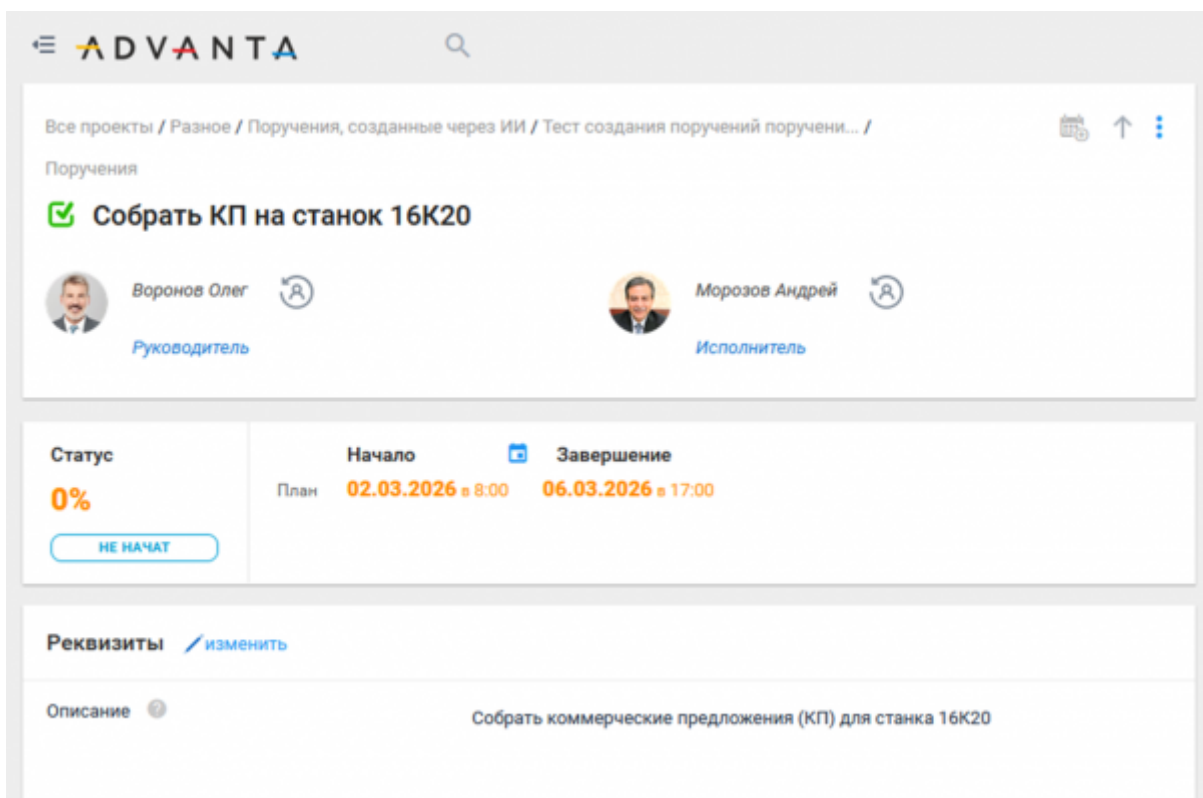 ADVANTA
Все проекты / Разное / Поручения, созданные через ИИ / Тест создания поручений поручени... /
Поручения
Собрать КП на станок 16К20
Воронов Олег
Морозов Андрей
Руководитель
Исполнитель
Статус
Начало
Завершение
0%
План
02.03.2026 в 8:00
06.03.2026 в 17:00
НЕ НАЧАТ
Реквизиты
изменить
Описание
Собрать коммерческие предложения (КП) для станка 16К20